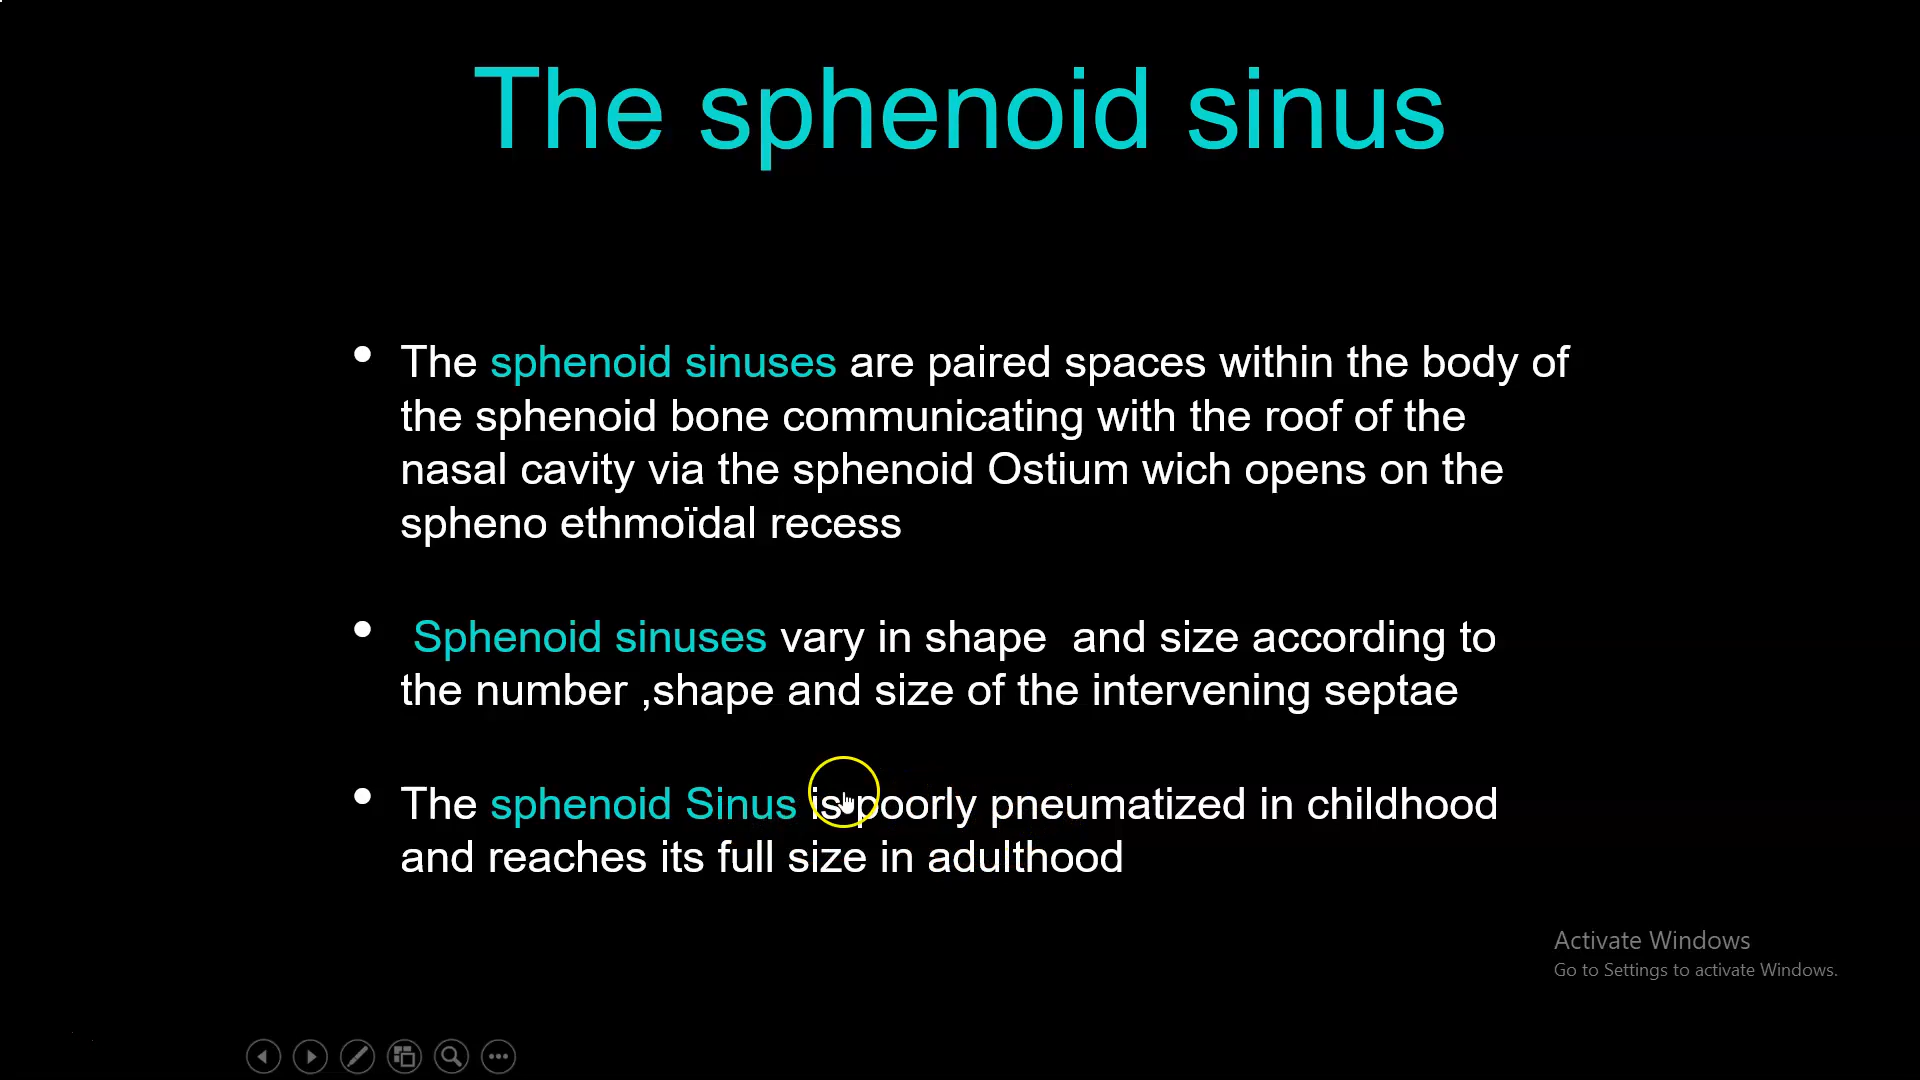 The sphenoid sinus
• The sphenoid sinuses are paired spaces within the body of
the sphenoid bone communicating with the roof of the
nasal cavity via the sphenoid Ostium wich opens on the
spheno ethmoïdal recess
• Sphenoid sinuses vary in shape  and size according to
the number ,shape and size of the intervening septae
• The sphenoid Sinus is poorly pneumatized in childhood
and reaches its full size in adulthood
Activate Windows
Go to Settings to activate Windows.